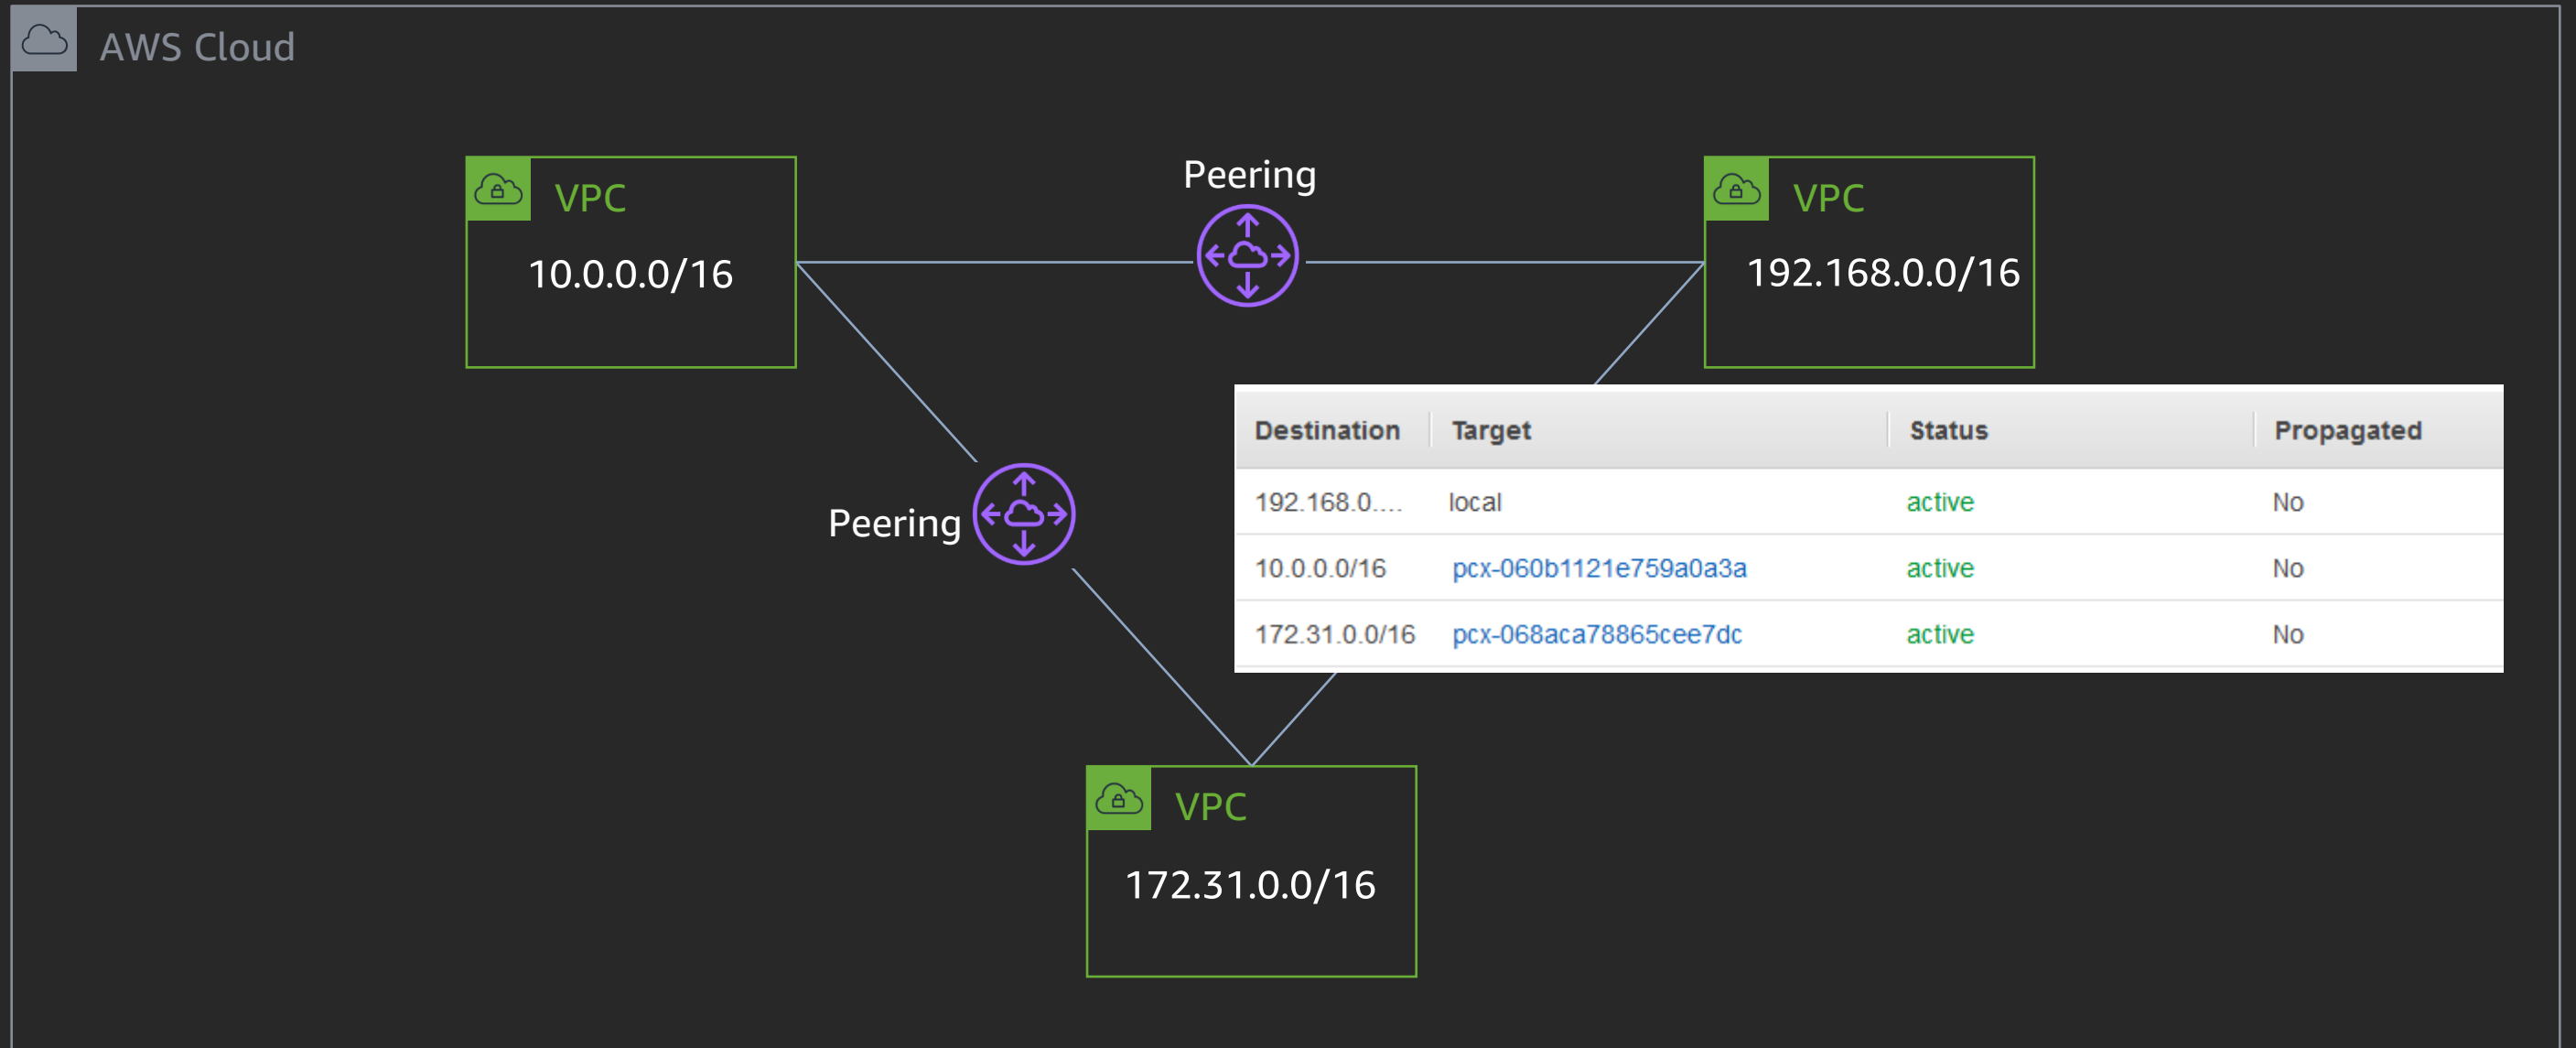 AWS Cloud
VPC
10.0.0.0/16
Peering
VPC
192.168.0.0/16
Peering
Destination Target Status Propagated
192.168.0.... local active No
10.0.0.0/16 pcx-060b1121e759a0a3a active No
172.31.0.0/16 pcx-068aca78865cee7dc active No
VPC
172.31.0.0/16